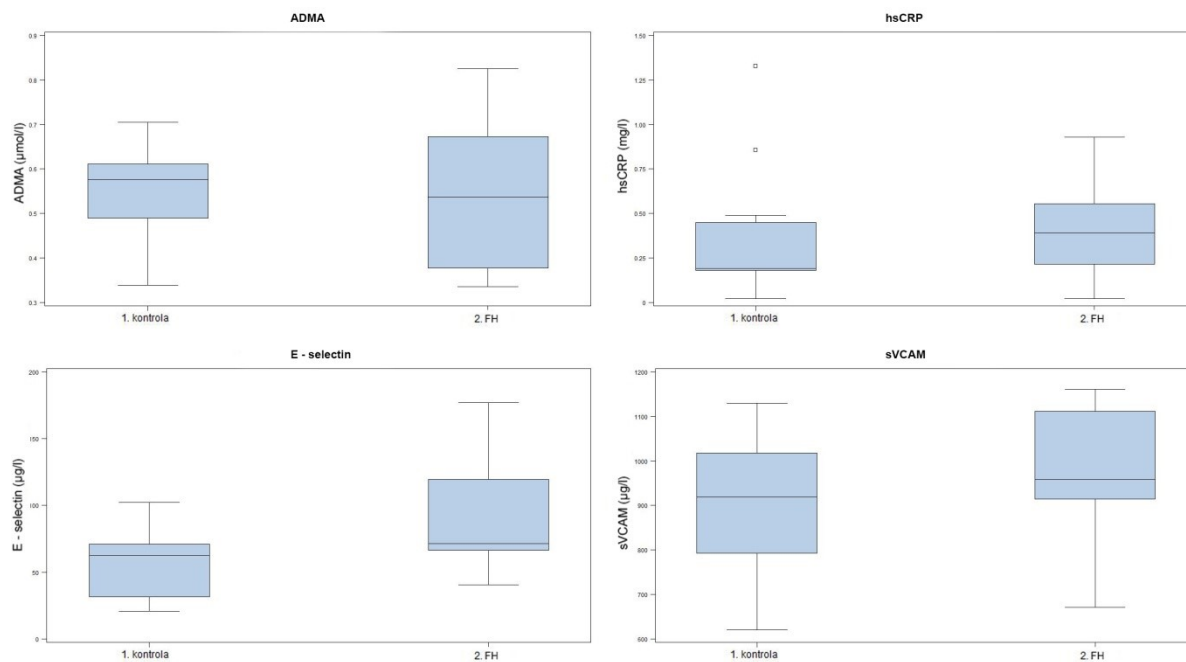 ADMA
ADMA (µmol/l)
0.9
0.8
0.7
0.6
0.5
0.4
0.3
1. kontrola
2. FH
hsCRP
hsCRP (mg/l)
1.50
1.25
1.00
0.75
0.50
0.25
0
1. kontrola
2. FH
E - selectin
E - selectin (µg/l)
200
150
100
50
0
1. kontrola
2. FH
sVCAM
sVCAM (µg/l)
1200
1100
1000
900
800
700
600
1. kontrola
2. FH